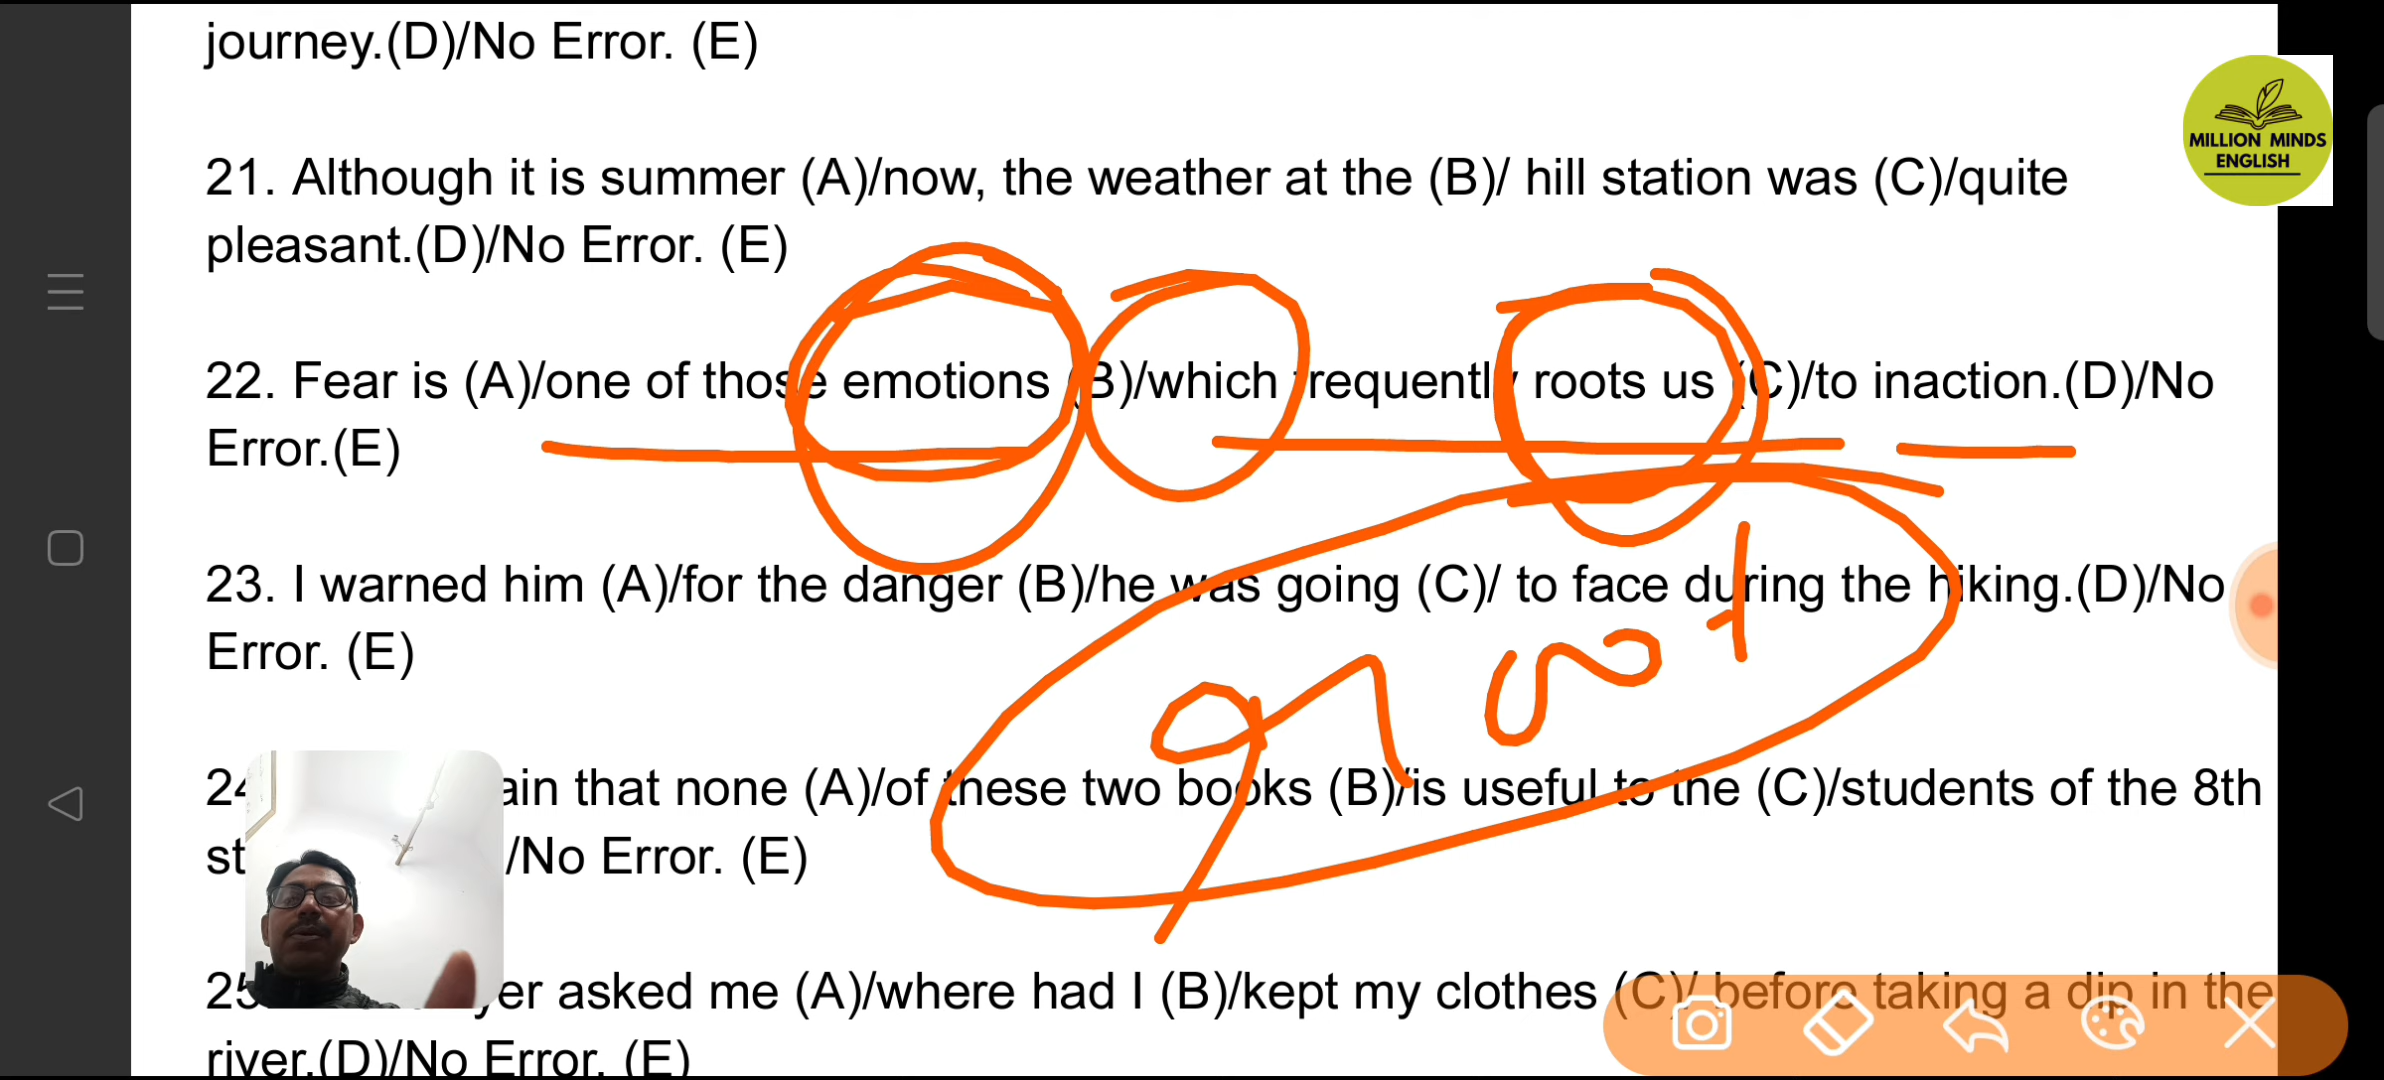 journey.(D)/No Error. (E)
MILLION MINDS
ENGLISH
21. Although it is summer (A)/now, the weather at the (B)/ hill station was (C)/quite
pleasant.(D)/No Error. (E)
22. Fear is (A)/one of those emotions (B)/which frequently roots us (C)/to inaction.(D)/No
Error.(E)
23. I warned him (A)/for the danger (B)/he was going (C)/ to face during the hiking.(D)/No
Error. (E)
root
24 ain that none (A)/of these two books (B)/is useful to the (C)/students of the 8th
st /No Error. (E)
25 er asked me (A)/where had I (B)/kept my clothes (C)/ before taking a dip in the
river.(D)/No Error. (E)